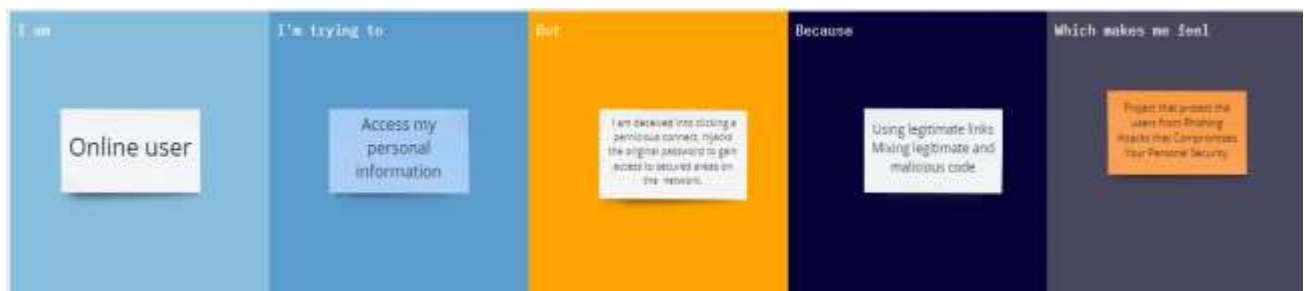 I am
Online user
I'm trying to
Access my
personal
information
But
I am deceived into clicking a
pernicious connect, hijacks
the original password to gain
access to secured areas on
the network.
Because
Using legitimate links
Mixing legitimate and
malicious code
Which makes me feel
Project that protect the
users from Phishing
Attacks that Compromises
Your Personal Security.